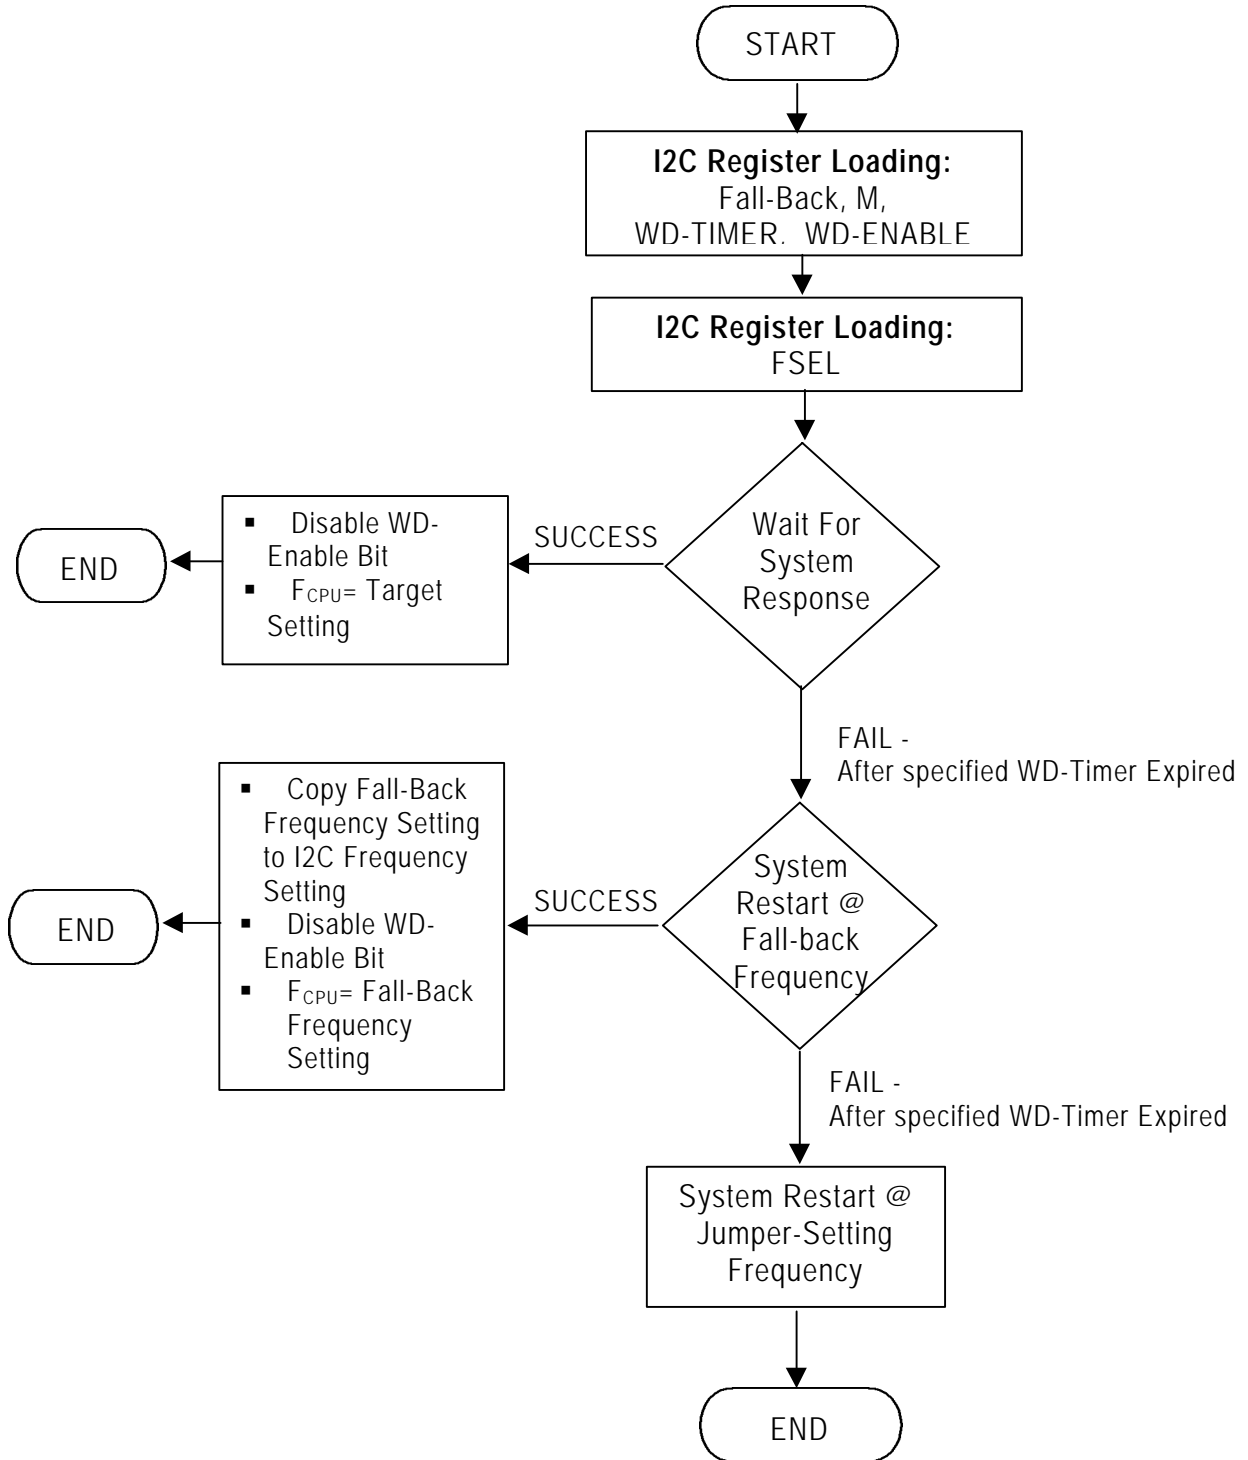 START
I2C Register Loading:
Fall-Back, M,
WD-TIMER, WD-ENABLE
I2C Register Loading:
FSEL
Wait For
System
Response
SUCCESS
▪ Disable WD-
Enable Bit
▪ FCPU= Target
Setting
END
FAIL -
After specified WD-Timer Expired
System
Restart @
Fall-back
Frequency
SUCCESS
▪ Copy Fall-Back
Frequency Setting
to I2C Frequency
Setting
▪ Disable WD-
Enable Bit
▪ FCPU= Fall-Back
Frequency
Setting
END
FAIL -
After specified WD-Timer Expired
System Restart @
Jumper-Setting
Frequency
END